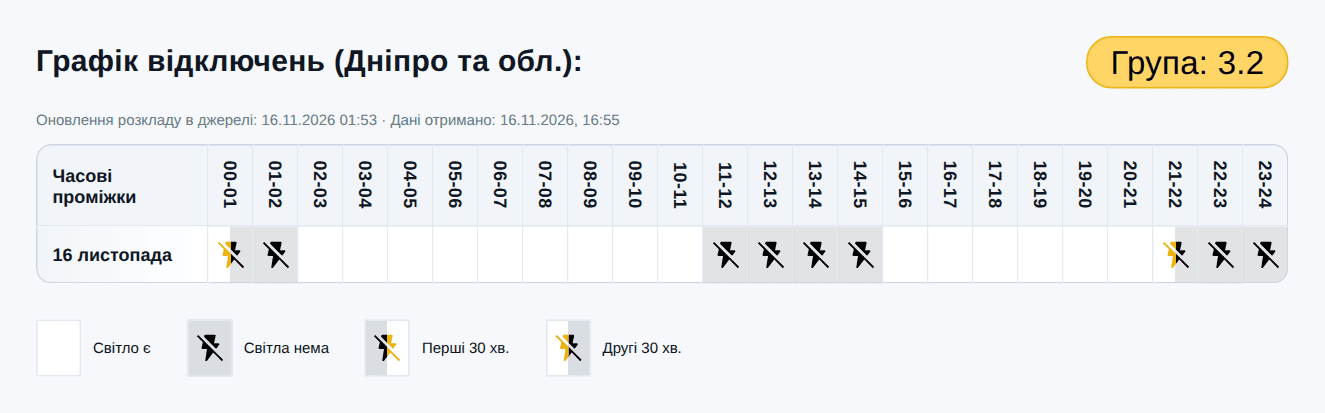 Графік відключень (Дніпро та обл.):
Група: 3.2
Оновлення розкладу в джерелі: 16.11.2026 01:53 · Дані отримано: 16.11.2026, 16:55
Часові
проміжки
00-01
01-02
02-03
03-04
04-05
05-06
06-07
07-08
08-09
09-10
10-11
11-12
12-13
13-14
14-15
15-16
16-17
17-18
18-19
19-20
20-21
21-22
22-23
23-24
16 листопада
Світло є
Світла нема
Перші 30 хв.
Другі 30 хв.